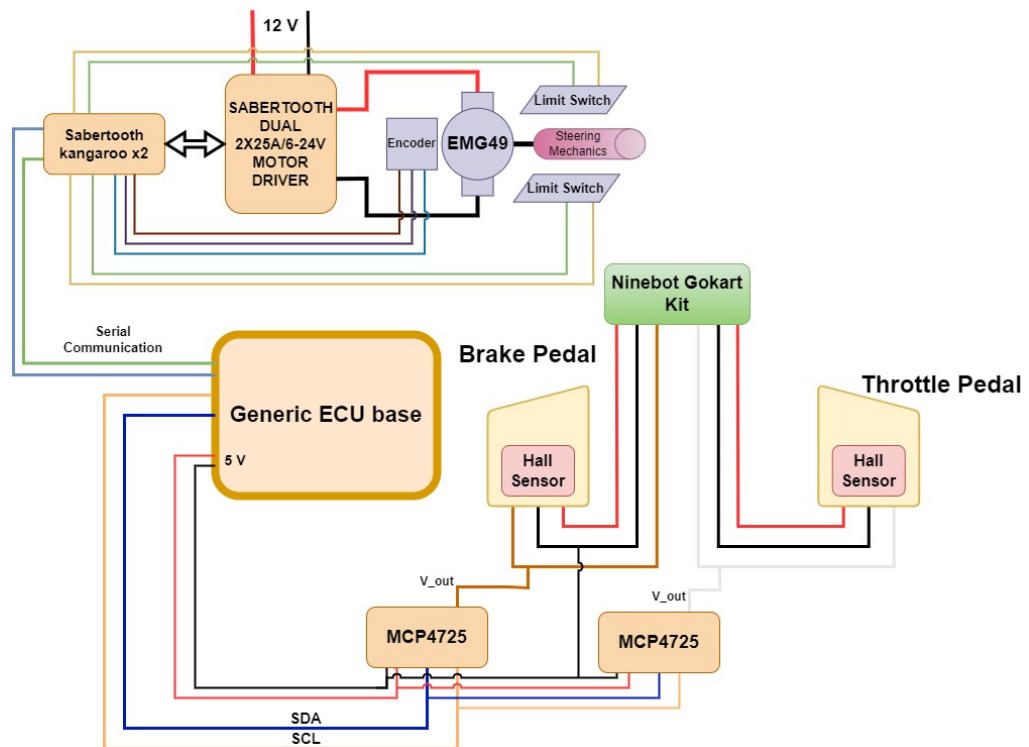 12 V
SABERTOOTH
DUAL
2X25A/6-24V
MOTOR
DRIVER
Sabertooth
kangaroo x2
Encoder
EMG49
Limit Switch
Steering
Mechanics
Limit Switch
Ninebot Gokart
Kit
Serial
Communication
Generic ECU base
5 V
Brake Pedal
Hall
Sensor
Throttle Pedal
Hall
Sensor
V_out
MCP4725
V_out
MCP4725
SDA
SCL